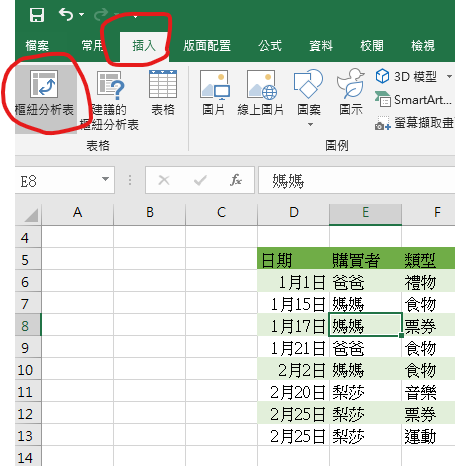 檔案 常用 插入 版面配置 公式 資料 校閱 檢視
樞紐分析表 建議的 樞紐分析表 表格 圖片 線上圖片 圖案 圖示 3D 模型
SmartArt...
螢幕擷取畫
表格 圖例
E8 fx 媽媽
A B C D E F
4
5 日期 購買者 類型
6 1月1日 爸爸 禮物
7 1月15日 媽媽 食物
8 1月17日 媽媽 票券
9 1月21日 爸爸 食物
10 2月2日 媽媽 食物
11 2月20日 梨莎 音樂
12 2月25日 梨莎 票券
13 2月25日 梨莎 運動
14